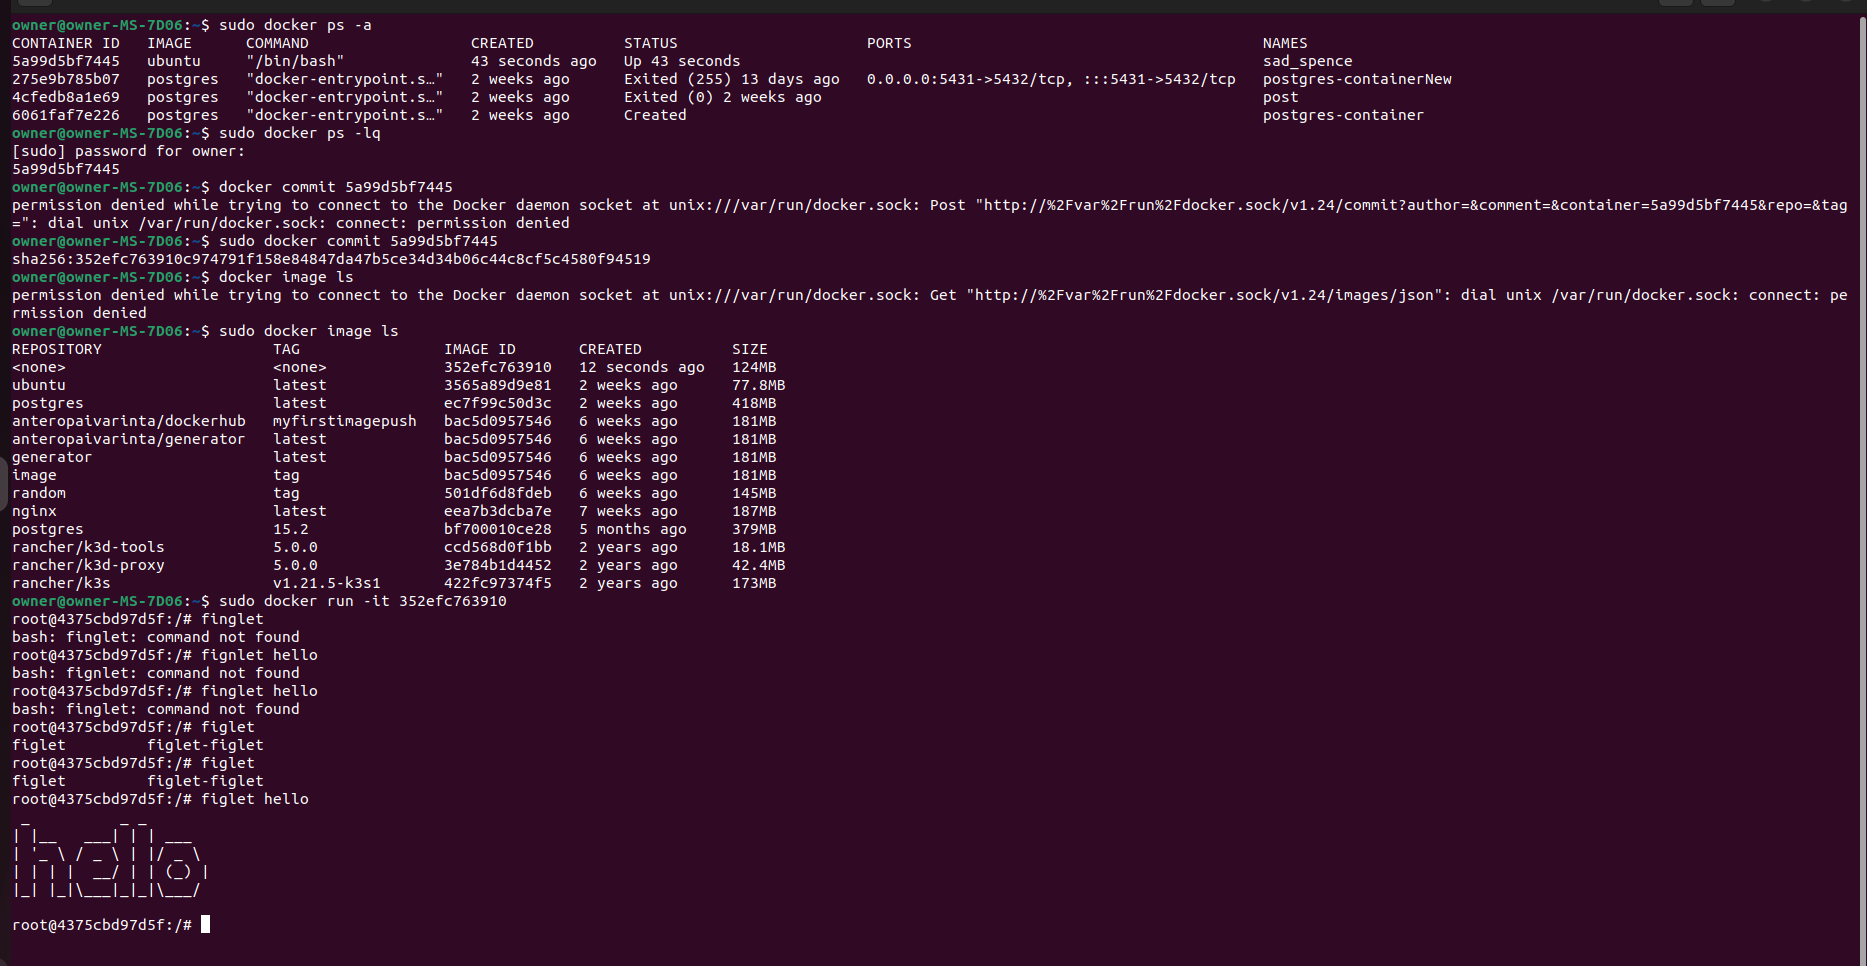 owner@owner-MS-7D06:~$ sudo docker ps -a
CONTAINER ID   IMAGE      COMMAND                  CREATED          STATUS                     PORTS                                       NAMES
5a99d5bf7445   ubuntu     "/bin/bash"              43 seconds ago   Up 43 seconds                                                          sad_spence
275e9b785b07   postgres   "docker-entrypoint.s…"   2 weeks ago      Exited (255) 13 days ago   0.0.0.0:5431->5432/tcp, :::5431->5432/tcp   postgres-containerNew
4cfedb8a1e69   postgres   "docker-entrypoint.s…"   2 weeks ago      Exited (0) 2 weeks ago                                                 post
6061faf7e226   postgres   "docker-entrypoint.s…"   2 weeks ago      Created                                                                postgres-container
owner@owner-MS-7D06:~$ sudo docker ps -lq
[sudo] password for owner:
5a99d5bf7445
owner@owner-MS-7D06:~$ docker commit 5a99d5bf7445
permission denied while trying to connect to the Docker daemon socket at unix:///var/run/docker.sock: Post "http://%2Fvar%2Frun%2Fdocker.sock/v1.24/commit?author=&comment=&container=5a99d5bf7445&repo=&tag
=": dial unix /var/run/docker.sock: connect: permission denied
owner@owner-MS-7D06:~$ sudo docker commit 5a99d5bf7445
sha256:352efc763910c974791f158e84847da47b5ce34d34b06c44c8cf5c4580f94519
owner@owner-MS-7D06:~$ docker image ls
permission denied while trying to connect to the Docker daemon socket at unix:///var/run/docker.sock: Get "http://%2Fvar%2Frun%2Fdocker.sock/v1.24/images/json": dial unix /var/run/docker.sock: connect: pe
rmission denied
owner@owner-MS-7D06:~$ sudo docker image ls
REPOSITORY                   TAG                IMAGE ID       CREATED          SIZE
<none>                       <none>             352efc763910   12 seconds ago   124MB
ubuntu                       latest             3565a89d9e81   2 weeks ago      77.8MB
postgres                     latest             ec7f99c50d3c   2 weeks ago      418MB
anteropaivarinta/dockerhub   myfirstimagepush   bac5d0957546   6 weeks ago      181MB
anteropaivarinta/generator   latest             bac5d0957546   6 weeks ago      181MB
generator                    latest             bac5d0957546   6 weeks ago      181MB
image                        tag                bac5d0957546   6 weeks ago      181MB
random                       tag                501df6d8fdeb   6 weeks ago      145MB
nginx                        latest             eea7b3dcba7e   7 weeks ago      187MB
postgres                     15.2               bf700010ce28   5 months ago     379MB
rancher/k3d-tools            5.0.0              ccd568d0f1bb   2 years ago      18.1MB
rancher/k3d-proxy            5.0.0              3e784b1d4452   2 years ago      42.4MB
rancher/k3s                  v1.21.5-k3s1       422fc97374f5   2 years ago      173MB
owner@owner-MS-7D06:~$ sudo docker run -it 352efc763910
root@4375cbd97d5f:/# finglet
bash: finglet: command not found
root@4375cbd97d5f:/# fignlet hello
bash: fignlet: command not found
root@4375cbd97d5f:/# finglet hello
bash: finglet: command not found
root@4375cbd97d5f:/# figlet
figlet         figlet-figlet
root@4375cbd97d5f:/# figlet
figlet         figlet-figlet
root@4375cbd97d5f:/# figlet hello
 _          _ _
| |__   ___| | | ___
| '_ \ / _ \ | |/ _ \
| | | |  __/ | | (_) |
|_| |_|\___|_|_|\___/
root@4375cbd97d5f:/#